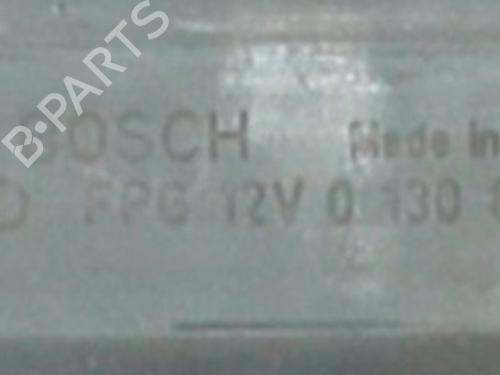 B-PARTS
BOSCH Made in
FPG 12V 0 130